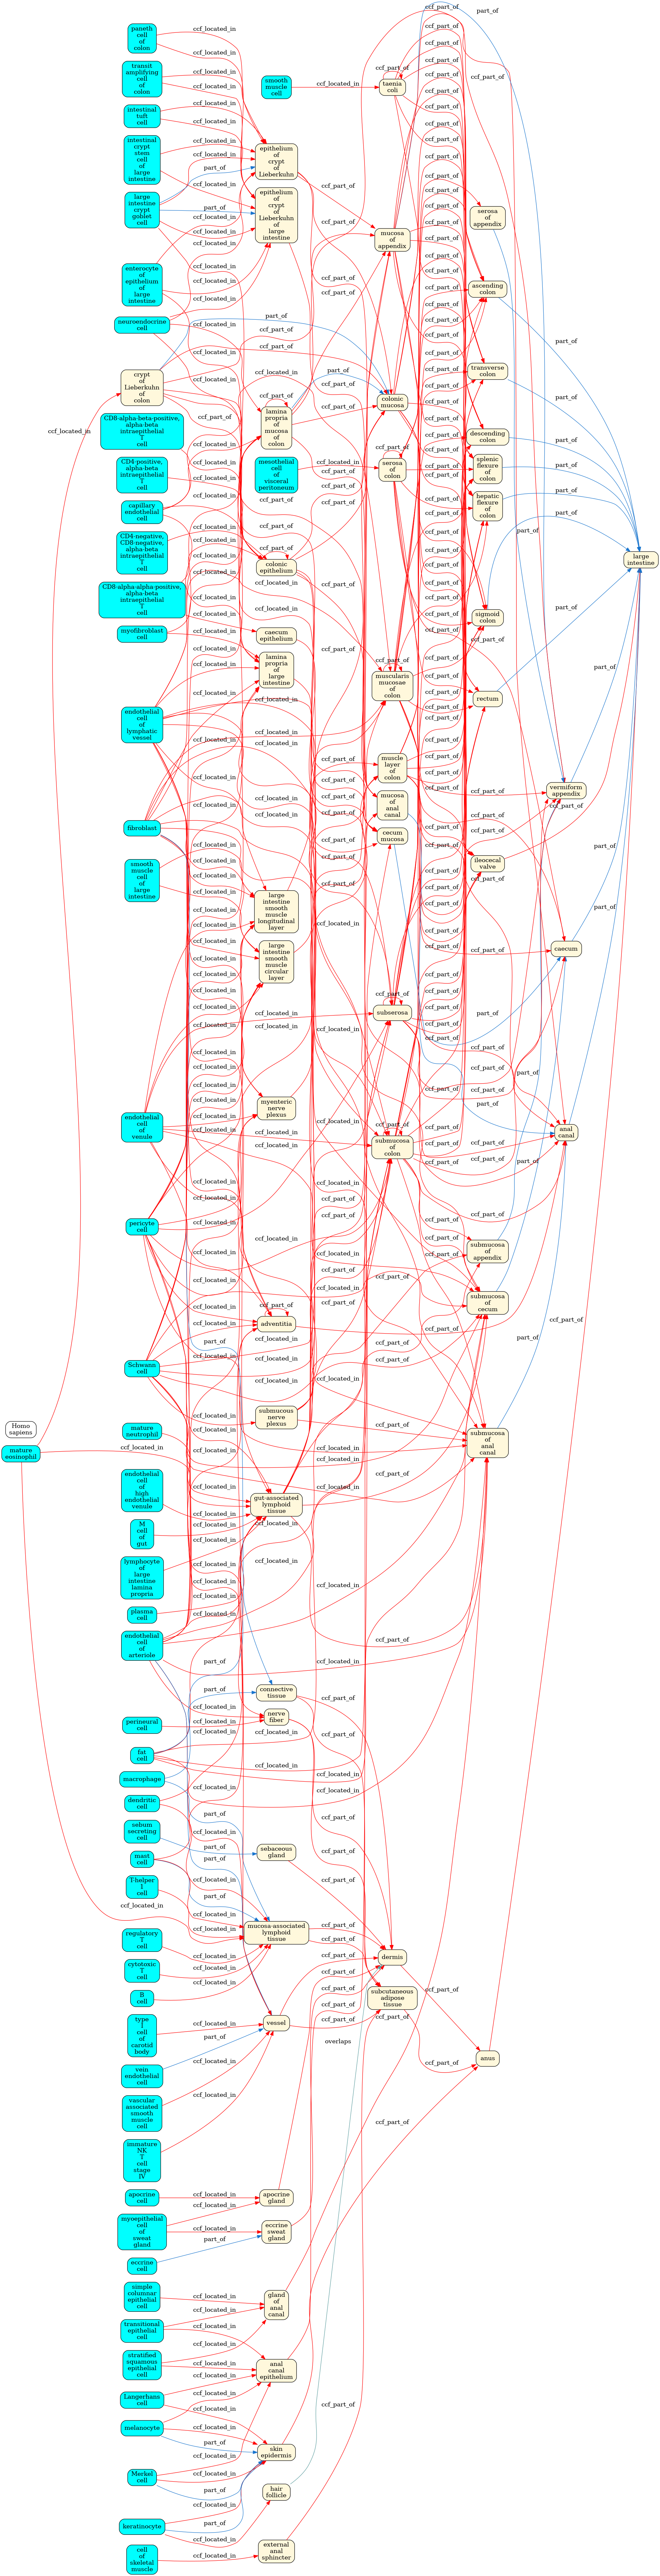 paneth
cell
of
colon
transit
amplifying
cell
of
colon
intestinal
tuft
cell
intestinal
crypt
stem
cell
of
large
intestine
large
intestine
crypt
goblet
cell
enterocyte
of
epithelium
of
large
intestine
neuroendocrine
cell
crypt
of
Lieberkuhn
of
colon
CD8-alpha-beta-positive,
alpha-beta
intraepithelial
T
cell
CD4-positive,
alpha-beta
intraepithelial
T
cell
capillary
endothelial
cell
CD4-negative,
CD8-negative,
alpha-beta
intraepithelial
T
cell
CD8-alpha-alpha-positive,
alpha-beta
intraepithelial
T
cell
myofibroblast
cell
endothelial
cell
of
lymphatic
vessel
fibroblast
smooth
muscle
cell
of
large
intestine
endothelial
cell
of
venule
pericyte
cell
Schwann
cell
Homo
sapiens
mature
eosinophil
mature
neutrophil
endothelial
cell
of
high
endothelial
venule
M
cell
of
gut
lymphocyte
of
large
intestine
lamina
propria
plasma
cell
endothelial
cell
of
arteriole
perineural
cell
fat
cell
macrophage
dendritic
cell
sebum
secreting
cell
mast
cell
T-helper
1
cell
regulatory
T
cell
cytotoxic
T
cell
B
cell
type
I
cell
of
carotid
body
vein
endothelial
cell
vascular
associated
smooth
muscle
cell
immature
NK
T
cell
stage
IV
apocrine
cell
myoepithelial
cell
of
sweat
gland
eccrine
cell
simple
columnar
epithelial
cell
transitional
epithelial
cell
stratified
squamous
epithelial
cell
Langerhans
cell
melanocyte
Merkel
cell
keratinocyte
cell
of
skeletal
muscle
smooth
muscle
cell
epithelium
of
crypt
of
Lieberkuhn
epithelium
of
crypt
of
Lieberkuhn
of
large
intestine
lamina
propria
of
mucosa
of
colon
mesothelial
cell
of
visceral
peritoneum
colonic
epithelium
caecum
epithelium
lamina
propria
of
large
intestine
large
intestine
smooth
muscle
longitudinal
layer
large
intestine
smooth
muscle
circular
layer
myenteric
nerve
plexus
adventitia
submucous
nerve
plexus
gut-associated
lymphoid
tissue
connective
tissue
nerve
fiber
sebaceous
gland
mucosa-associated
lymphoid
tissue
vessel
apocrine
gland
eccrine
sweat
gland
gland
of
anal
canal
anal
canal
epithelium
skin
epidermis
hair
follicle
external
anal
sphincter
taenia
coli
mucosa
of
appendix
colonic
mucosa
serosa
of
colon
muscularis
mucosae
of
colon
muscle
layer
of
colon
mucosa
of
anal
canal
cecum
mucosa
subserosa
submucosa
of
colon
dermis
subcutaneous
adipose
tissue
serosa
of
appendix
ascending
colon
transverse
colon
descending
colon
splenic
flexure
of
colon
hepatic
flexure
of
colon
sigmoid
colon
rectum
ileocecal
valve
submucosa
of
appendix
submucosa
of
cecum
submucosa
of
anal
canal
anus
vermiform
appendix
caecum
anal
canal
large
intestine
ccf_located_in
ccf_part_of
part_of
overlaps